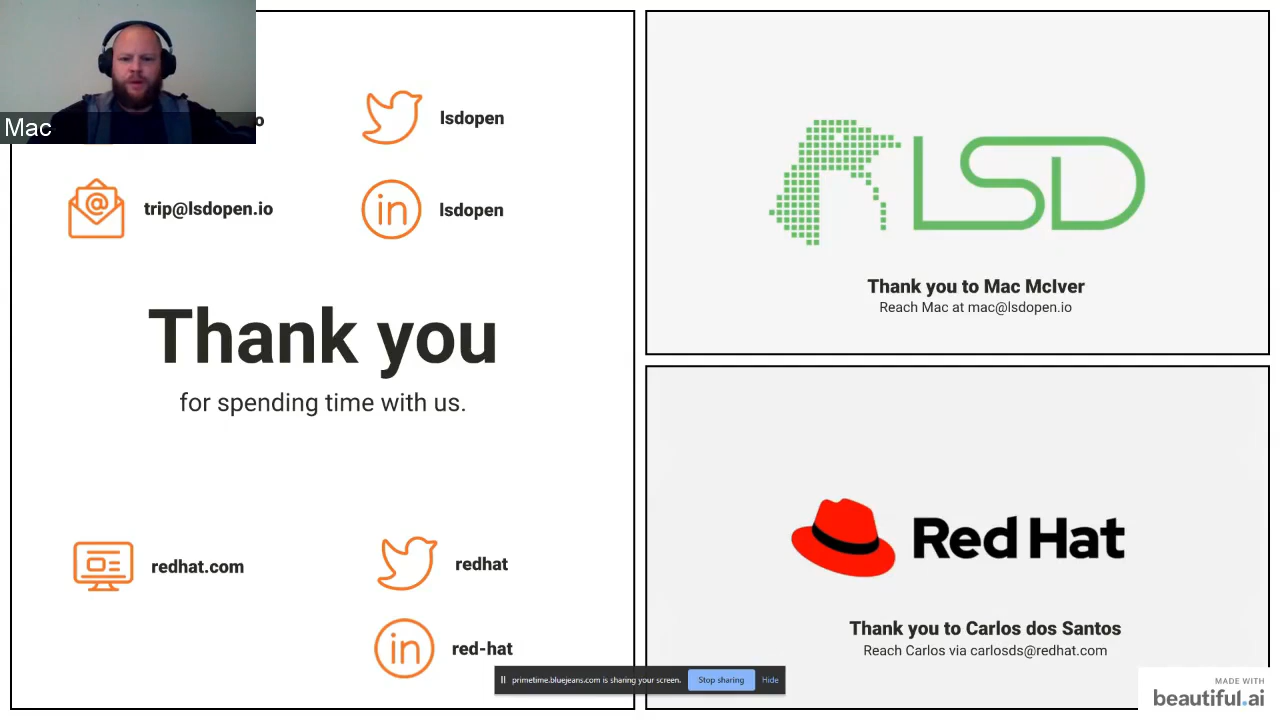 Mac
lsdopen
trip@lsdopen.io
in
lsdopen
Thank you
for spending time with us.
redhat.com
redhat
in
red-hat
LSD
Thank you to Mac McIver
Reach Mac at mac@lsdopen.io
Red Hat
Thank you to Carlos dos Santos
Reach Carlos via carlosds@redhat.com
primetime.bluejeans.com is sharing your screen.
Stop sharing
Hide
MADE WITH
beautiful.ai